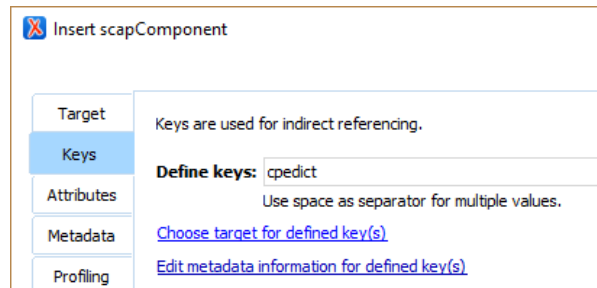 Insert scapComponent
Target
Keys are used for indirect referencing.
Keys
Define keys: cpedict
Attributes
Use space as separator for multiple values.
Metadata
Choose target for defined key(s)
Profiling
Edit metadata information for defined key(s)